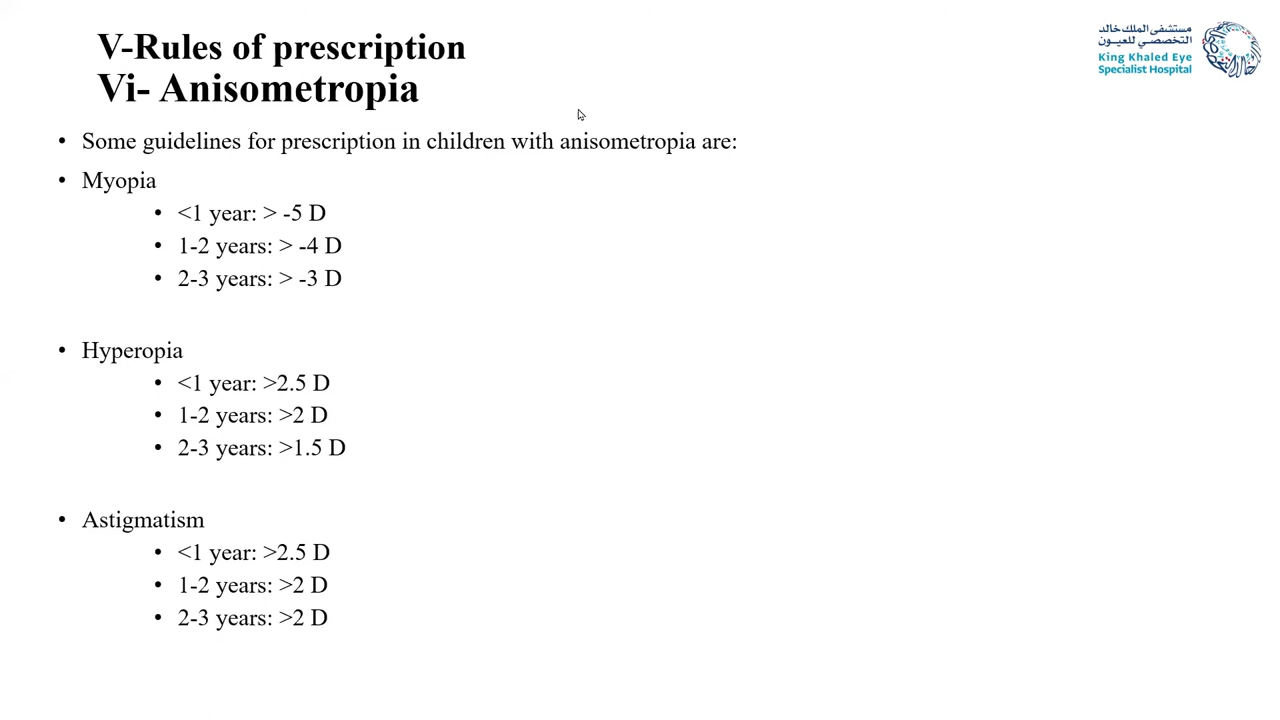 V-Rules of prescription
Vi- Anisometropia
مستشفى الملك خالد
التخصصي للعيون
King Khaled Eye
Specialist Hospital
• Some guidelines for prescription in children with anisometropia are:
• Myopia
• <1 year: > -5 D
• 1-2 years: > -4 D
• 2-3 years: > -3 D
• Hyperopia
• <1 year: >2.5 D
• 1-2 years: >2 D
• 2-3 years: >1.5 D
• Astigmatism
• <1 year: >2.5 D
• 1-2 years: >2 D
• 2-3 years: >2 D